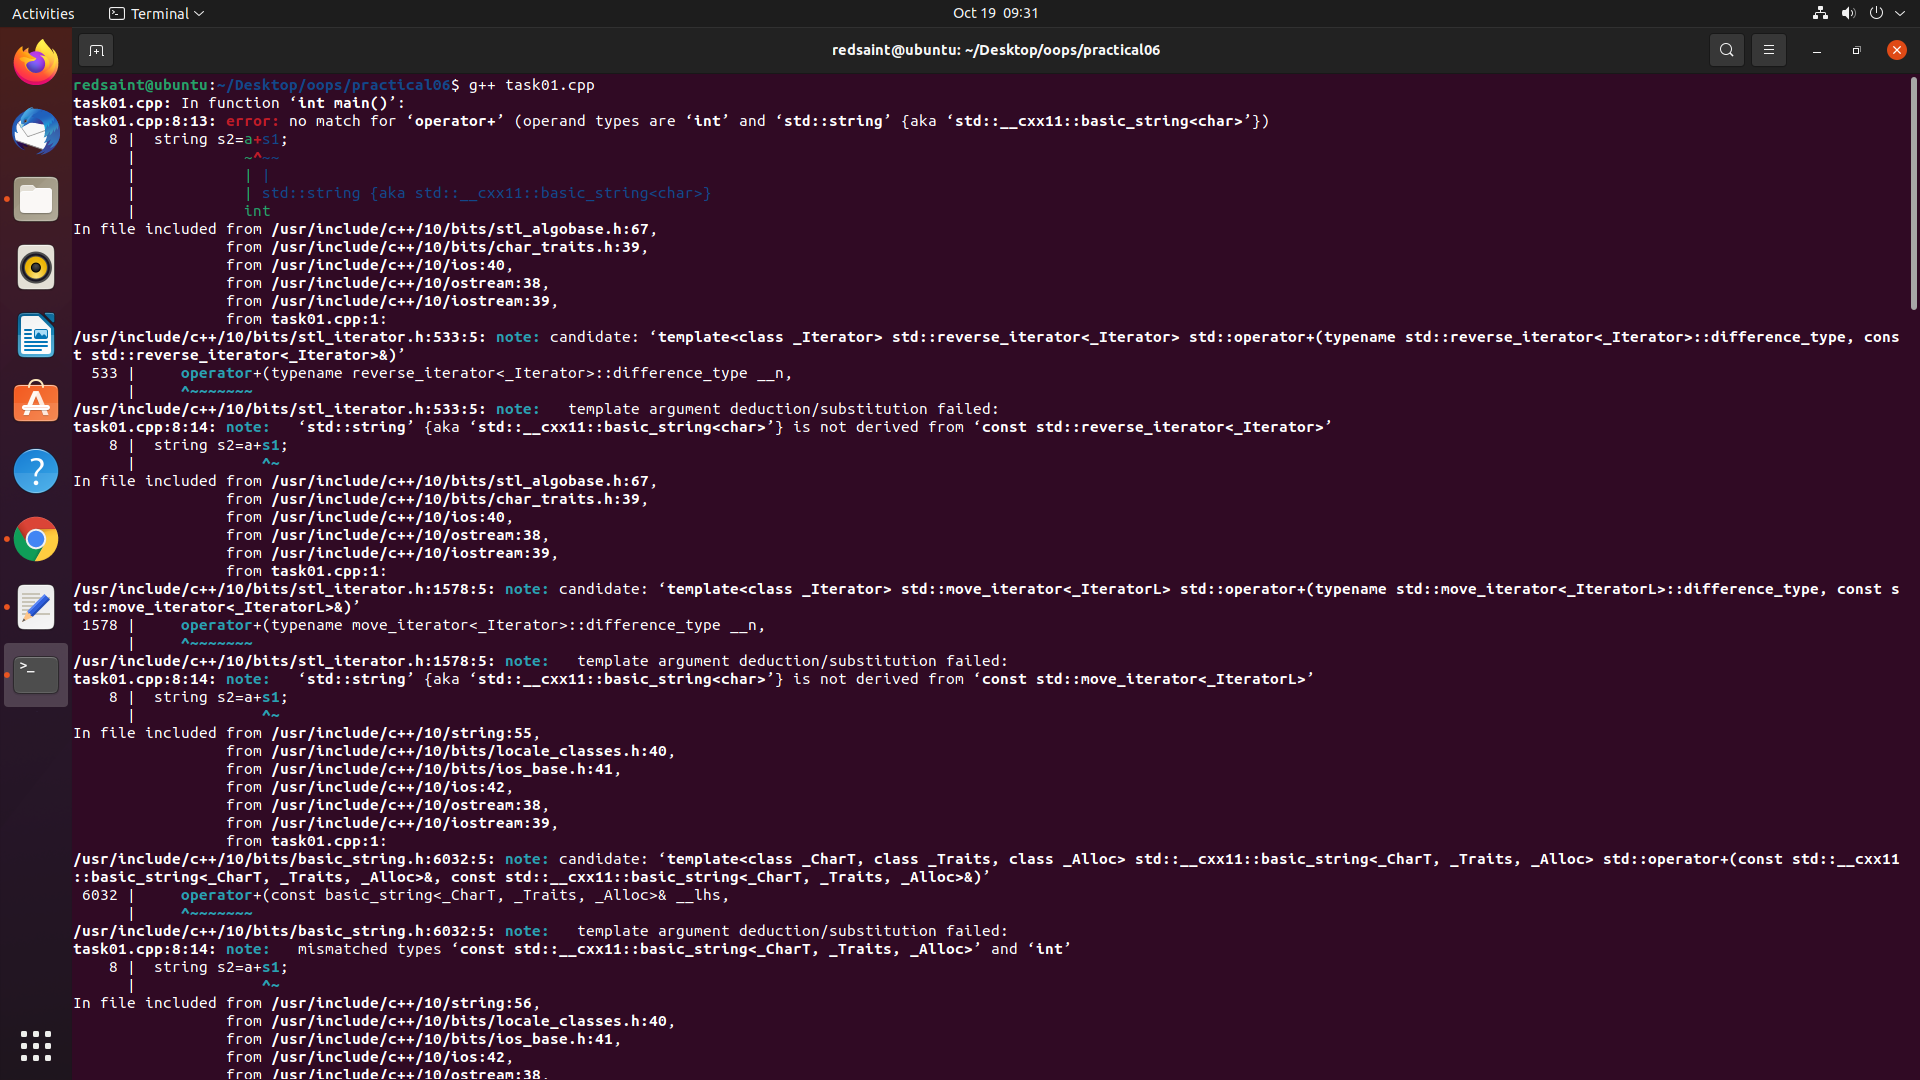 Activities
Terminal
Oct 19 09:31
redsaint@ubuntu: ~/Desktop/oops/practical06
redsaint@ubuntu:~/Desktop/oops/practical06$ g++ task01.cpp
task01.cpp: In function ‘int main()’:
task01.cpp:8:13: error: no match for ‘operator+’ (operand types are ‘int’ and ‘std::string’ {aka ‘std::__cxx11::basic_string<char>’})
    8 |  string s2=a+s1;
      |            ~^~~
      |            | |
      |            | std::string {aka std::__cxx11::basic_string<char>}
      |            int
In file included from /usr/include/c++/10/bits/stl_algobase.h:67,
                 from /usr/include/c++/10/bits/char_traits.h:39,
                 from /usr/include/c++/10/ios:40,
                 from /usr/include/c++/10/ostream:38,
                 from /usr/include/c++/10/iostream:39,
                 from task01.cpp:1:
/usr/include/c++/10/bits/stl_iterator.h:533:5: note: candidate: ‘template<class _Iterator> std::reverse_iterator<_Iterator> std::operator+(typename std::reverse_iterator<_Iterator>::difference_type, cons
t std::reverse_iterator<_Iterator>&)’
  533 |     operator+(typename reverse_iterator<_Iterator>::difference_type __n,
      |     ^~~~~~~~
/usr/include/c++/10/bits/stl_iterator.h:533:5: note:   template argument deduction/substitution failed:
task01.cpp:8:14: note:   ‘std::string’ {aka ‘std::__cxx11::basic_string<char>’} is not derived from ‘const std::reverse_iterator<_Iterator>’
    8 |  string s2=a+s1;
      |              ^~
In file included from /usr/include/c++/10/bits/stl_algobase.h:67,
                 from /usr/include/c++/10/bits/char_traits.h:39,
                 from /usr/include/c++/10/ios:40,
                 from /usr/include/c++/10/ostream:38,
                 from /usr/include/c++/10/iostream:39,
                 from task01.cpp:1:
/usr/include/c++/10/bits/stl_iterator.h:1578:5: note: candidate: ‘template<class _Iterator> std::move_iterator<_IteratorL> std::operator+(typename std::move_iterator<_IteratorL>::difference_type, const s
td::move_iterator<_IteratorL>&)’
 1578 |     operator+(typename move_iterator<_Iterator>::difference_type __n,
      |     ^~~~~~~~
/usr/include/c++/10/bits/stl_iterator.h:1578:5: note:   template argument deduction/substitution failed:
task01.cpp:8:14: note:   ‘std::string’ {aka ‘std::__cxx11::basic_string<char>’} is not derived from ‘const std::move_iterator<_IteratorL>’
    8 |  string s2=a+s1;
      |              ^~
In file included from /usr/include/c++/10/string:55,
                 from /usr/include/c++/10/bits/locale_classes.h:40,
                 from /usr/include/c++/10/bits/ios_base.h:41,
                 from /usr/include/c++/10/ios:42,
                 from /usr/include/c++/10/ostream:38,
                 from /usr/include/c++/10/iostream:39,
                 from task01.cpp:1:
/usr/include/c++/10/bits/basic_string.h:6032:5: note: candidate: ‘template<class _CharT, class _Traits, class _Alloc> std::__cxx11::basic_string<_CharT, _Traits, _Alloc> std::operator+(const std::__cxx11
::basic_string<_CharT, _Traits, _Alloc>&, const std::__cxx11::basic_string<_CharT, _Traits, _Alloc>&)’
 6032 |     operator+(const basic_string<_CharT, _Traits, _Alloc>& __lhs,
      |     ^~~~~~~~
/usr/include/c++/10/bits/basic_string.h:6032:5: note:   template argument deduction/substitution failed:
task01.cpp:8:14: note:   mismatched types ‘const std::__cxx11::basic_string<_CharT, _Traits, _Alloc>’ and ‘int’
    8 |  string s2=a+s1;
      |              ^~
In file included from /usr/include/c++/10/string:56,
                 from /usr/include/c++/10/bits/locale_classes.h:40,
                 from /usr/include/c++/10/bits/ios_base.h:41,
                 from /usr/include/c++/10/ios:42,
                 from /usr/include/c++/10/ostream:38,